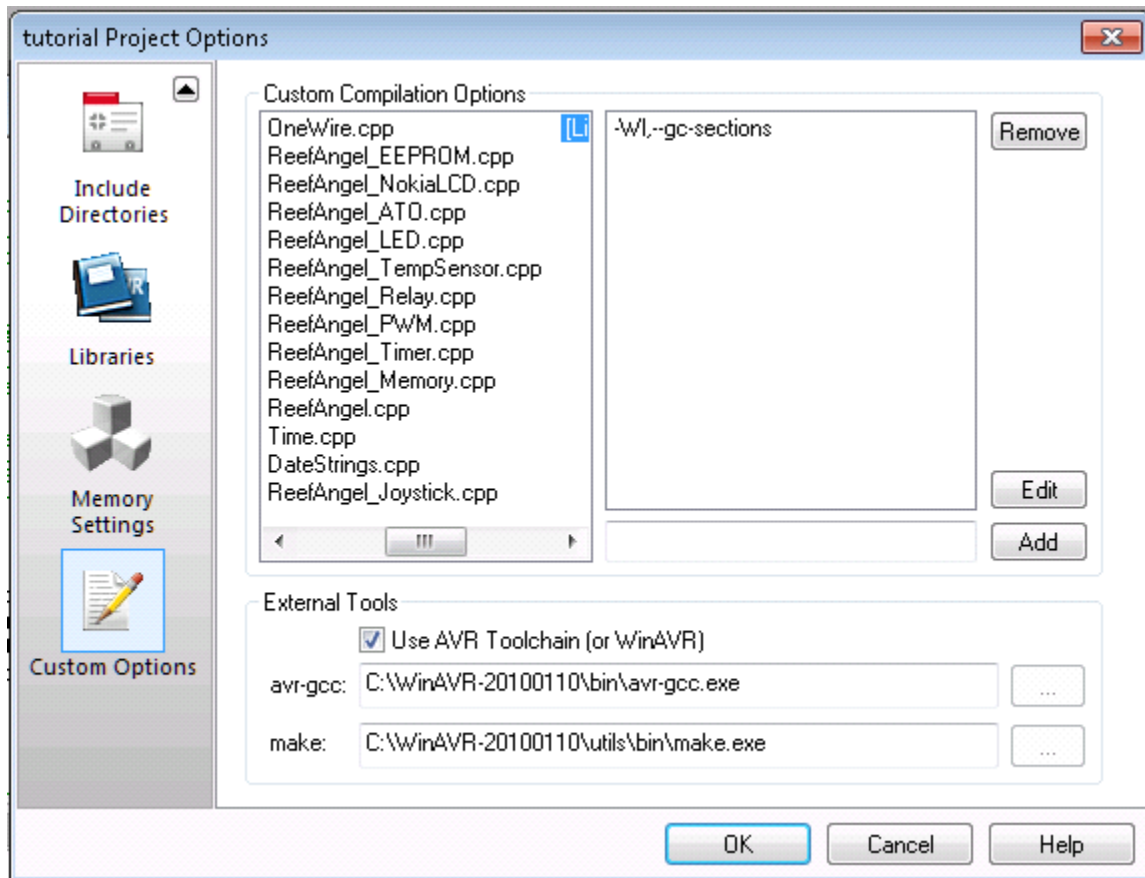 tutorial Project Options
Include
Directories
Libraries
Memory
Settings
Custom Options
Custom Compilation Options
OneWire.cpp
[Li
ReefAngel_EEPROM.cpp
ReefAngel_NokiaLCD.cpp
ReefAngel_ATO.cpp
ReefAngel_LED.cpp
ReefAngel_TempSensor.cpp
ReefAngel_Relay.cpp
ReefAngel_PWM.cpp
ReefAngel_Timer.cpp
ReefAngel_Memory.cpp
ReefAngel.cpp
Time.cpp
DateStrings.cpp
ReefAngel_Joystick.cpp
-Wl,--gc-sections
Remove
Edit
Add
External Tools
Use AVR Toolchain (or WinAVR)
avr-gcc: C:\WinAVR-20100110\bin\avr-gcc.exe ...
make: C:\WinAVR-20100110\utils\bin\make.exe ...
OK Cancel Help